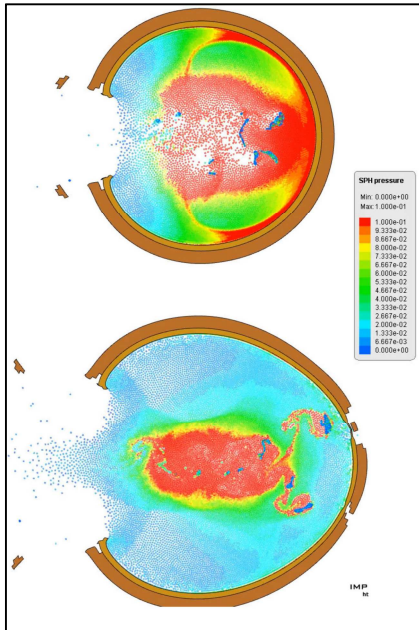 SPH pressure
Min: 0.000e+00
Max: 1.000e-01
1.000e-01
9.333e-02
8.667e-02
8.000e-02
7.333e-02
6.667e-02
6.000e-02
5.333e-02
4.667e-02
4.000e-02
3.333e-02
2.667e-02
2.000e-02
1.333e-02
6.667e-03
0.000e+00
IMP
ht